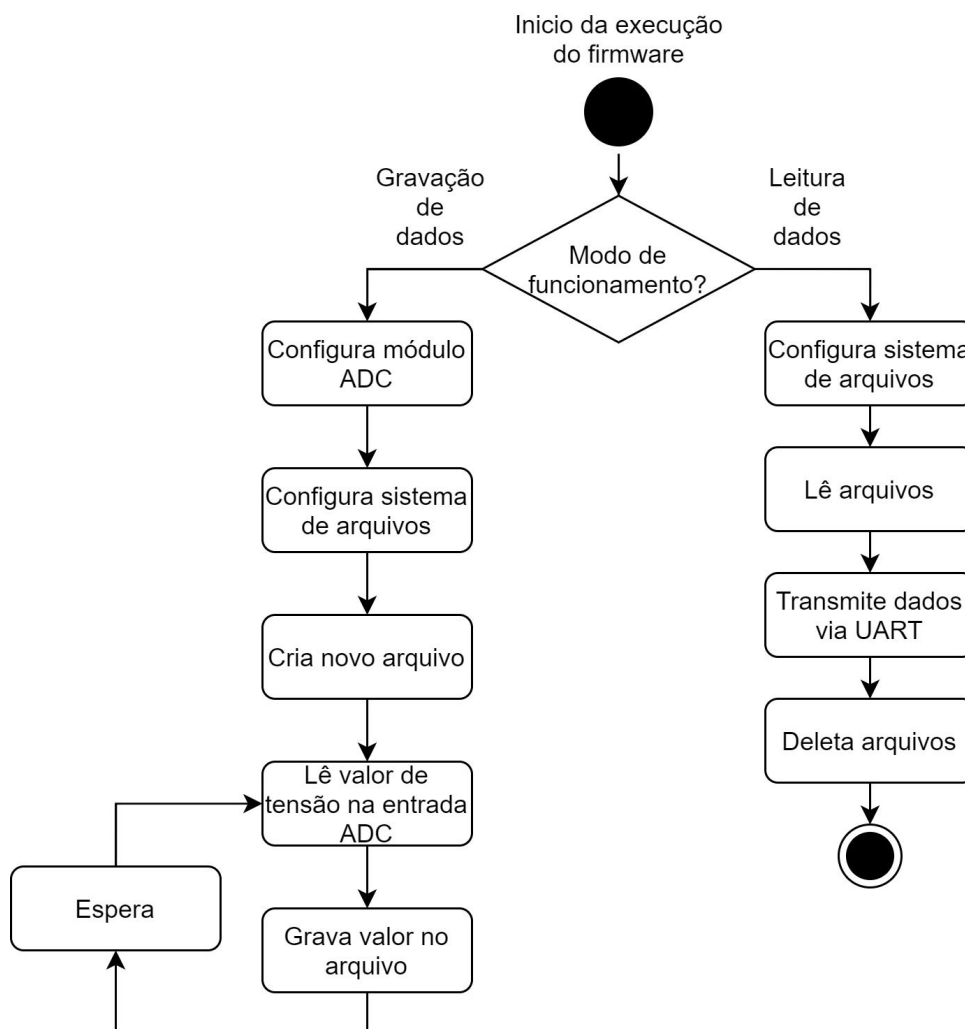 Inicio da execução
do firmware
Gravação
de
dados
Leitura
de
dados
Modo de
funcionamento?
Configura módulo
ADC
Configura sistema
de arquivos
Configura sistema
de arquivos
Lê arquivos
Cria novo arquivo
Transmite dados
via UART
Deleta arquivos
Lê valor de
tensão na entrada
ADC
Espera
Grava valor no
arquivo